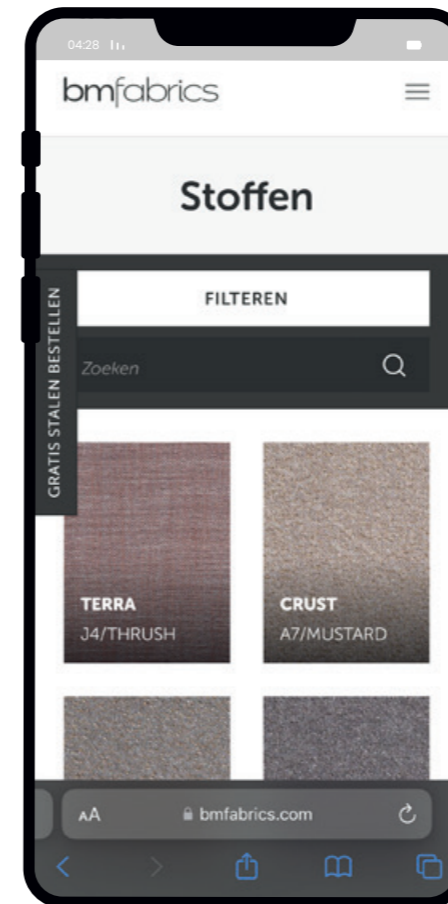 04:28
bmfabrics
Stoffen
FILTEREN
GRATIS STALEN BESTELLEN
Zoeken
TERRA
J4/THRUSH
CRUST
A7/MUSTARD
AA
bmfabrics.com